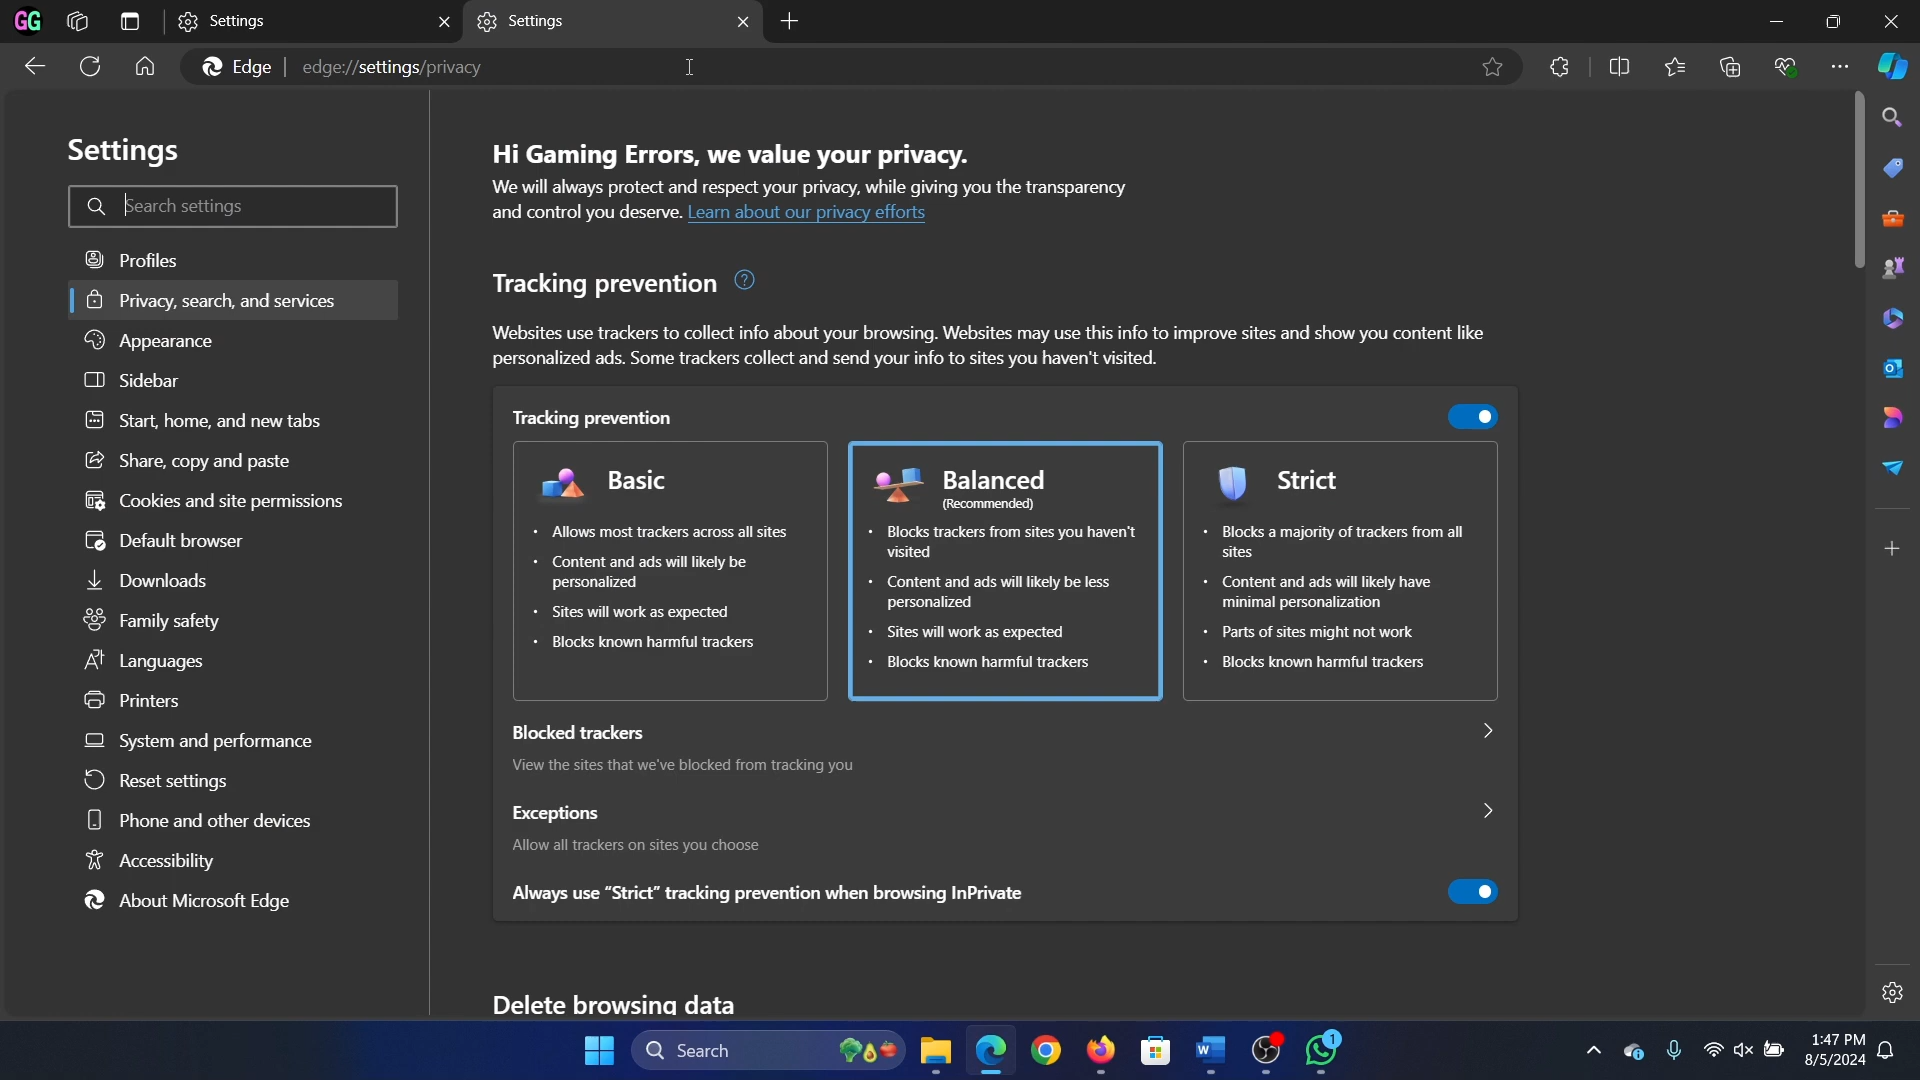 GG
Settings
Settings
Edge
edge://settings/privacy
Settings
Search settings
Profiles
Privacy, search, and services
Appearance
Sidebar
Start, home, and new tabs
Share, copy and paste
Cookies and site permissions
Default browser
Downloads
Family safety
Languages
Printers
System and performance
Reset settings
Phone and other devices
Accessibility
About Microsoft Edge
Hi Gaming Errors, we value your privacy.
We will always protect and respect your privacy, while giving you the transparency
and control you deserve. Learn about our privacy efforts
Tracking prevention
Websites use trackers to collect info about your browsing. Websites may use this info to improve sites and show you content like
personalized ads. Some trackers collect and send your info to sites you haven't visited.
Tracking prevention
Basic
• Allows most trackers across all sites
• Content and ads will likely be
personalized
• Sites will work as expected
• Blocks known harmful trackers
Balanced
(Recommended)
• Blocks trackers from sites you haven't
visited
• Content and ads will likely be less
personalized
• Sites will work as expected
• Blocks known harmful trackers
Strict
• Blocks a majority of trackers from all
sites
• Content and ads will likely have
minimal personalization
• Parts of sites might not work
• Blocks known harmful trackers
Blocked trackers
View the sites that we've blocked from tracking you
Exceptions
Allow all trackers on sites you choose
Always use “Strict” tracking prevention when browsing InPrivate
Delete browsing data
Search
1
1:47 PM
8/5/2024